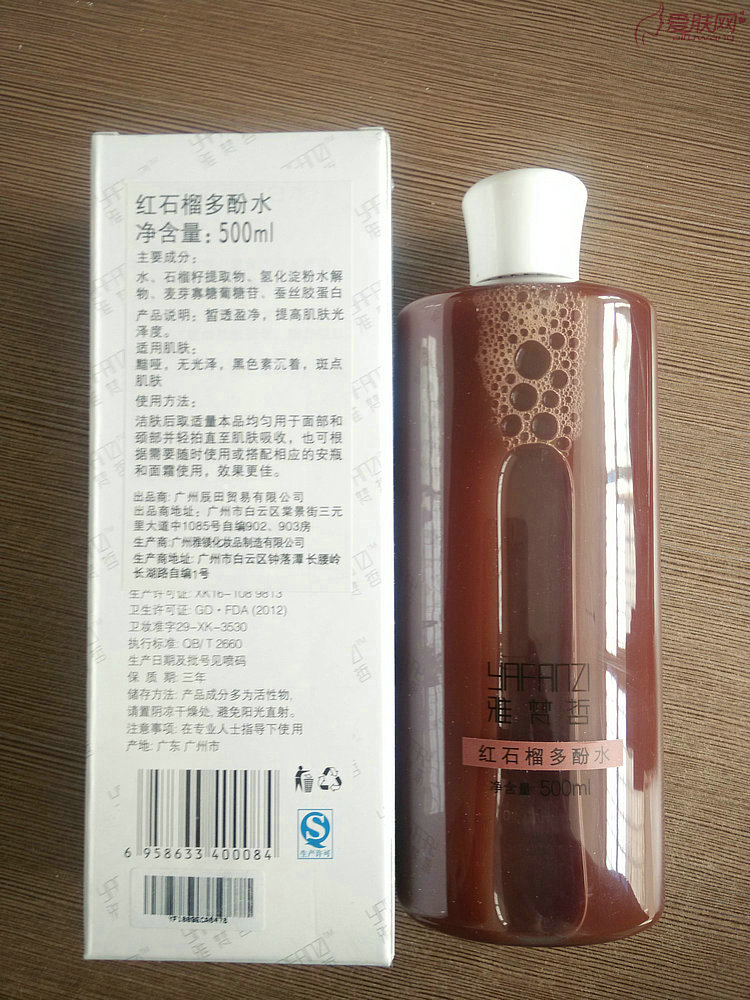 爱肤网
红石榴多酚水
净含量：500ml
主要成分：
水、石榴籽提取物、氢化淀粉水解
物、麦芽寡糖葡糖苷、蚕丝胶蛋白
产品说明：皙透盈净，提高肌肤光
泽度。
适用肌肤：
黯哑，无光泽，黑色素沉着，斑点
肌肤
使用方法：
洁肤后取适量本品均匀用于面部和
颈部并轻拍直至肌肤吸收，也可根
据需要随时使用或搭配相应的安瓶
和面霜使用，效果更佳。
出品商：广州辰田贸易有限公司
出品商地址：广州市白云区棠景街三元
里大道中1085号自编902、903房
生产商：广州雅镁化妆品制造有限公司
生产商地址：广州市白云区钟落潭长腰岭
长湖路自编1号
生产许可证: XK16-108 9813
卫生许可证: GD·FDA (2012)
卫妆准字29-XK-3530
执行标准: QB/T 2660
生产日期及批号见喷码
保 质 期: 三年
储存方法: 产品成分多为活性物,
请置阴凉干燥处, 避免阳光直射。
注意事项: 在专业人士指导下使用
产地: 广东 广州市
6 958633 400084
生产许可
YAFANZI
雅梵哲
红石榴多酚水
净含量 500ml